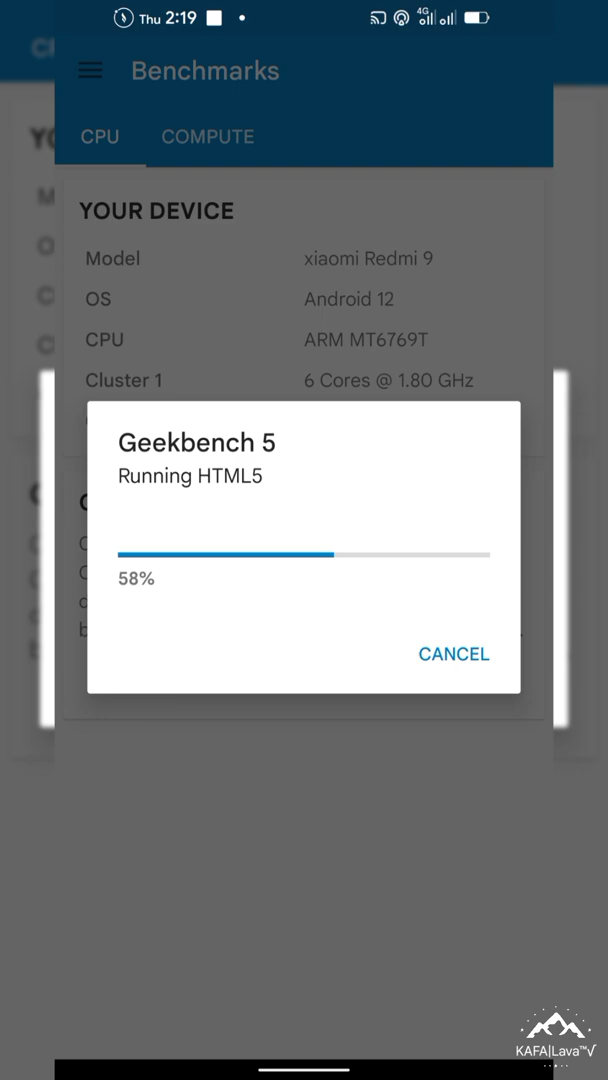 Thu 2:19
4G
Benchmarks
CPU COMPUTE
YOUR DEVICE
Model xiaomi Redmi 9
OS Android 12
CPU ARM MT6769T
Cluster 1 6 Cores @ 1.80 GHz
Geekbench 5
Running HTML5
58%
CANCEL
KAFA|Lava™√